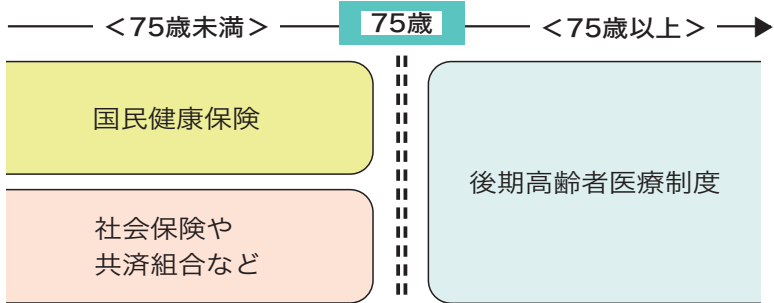 ＜75歳未満＞
75歳
＜75歳以上＞
国民健康保険
社会保険や
共済組合など
後期高齢者医療制度